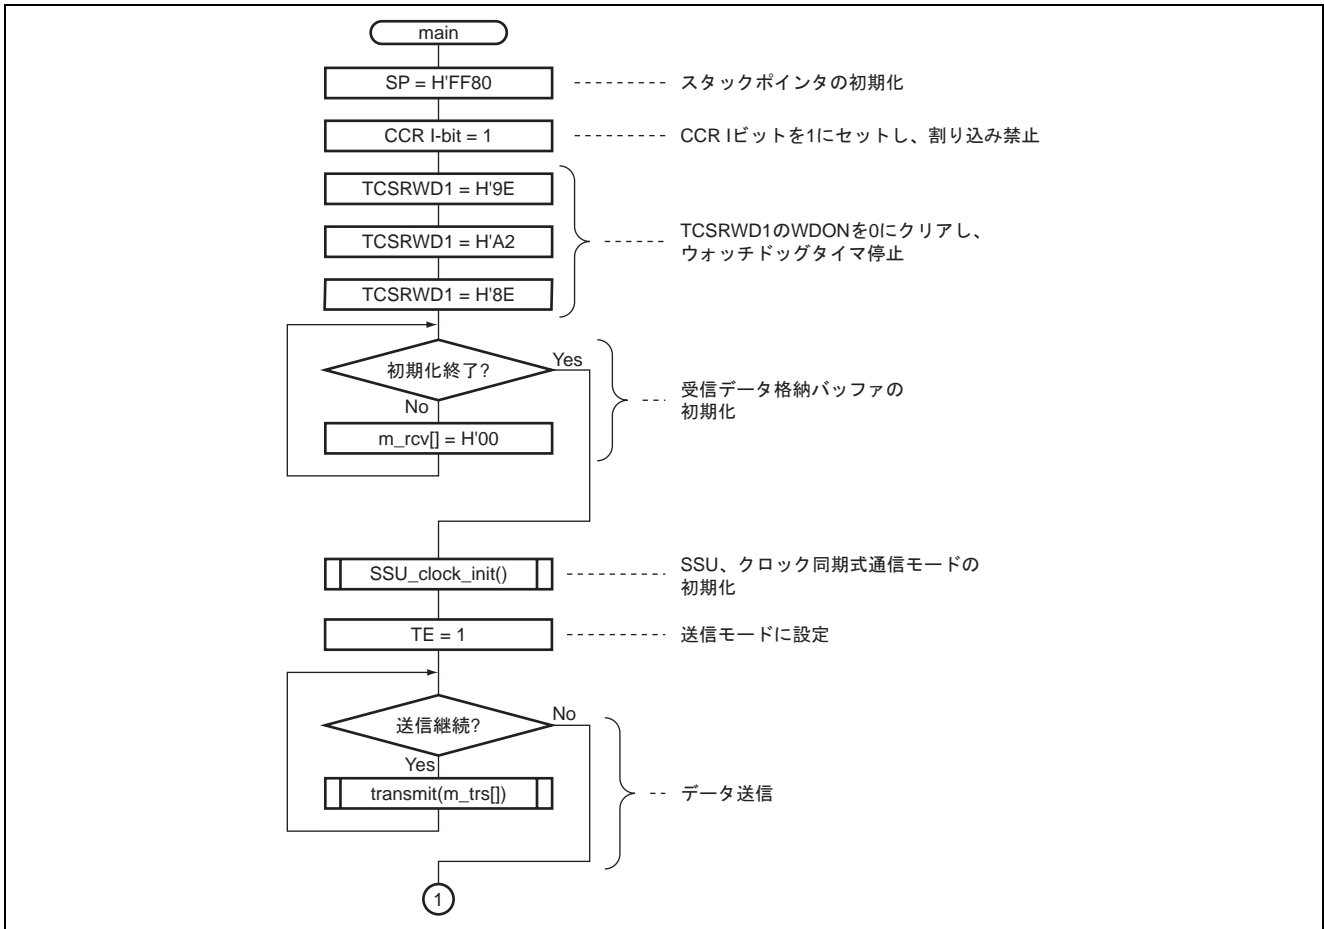 main
SP = H'FF80
スタックポインタの初期化
CCR I-bit = 1
CCR Iビットを1にセットし、割り込み禁止
TCSRWD1 = H'9E
TCSRWD1 = H'A2
TCSRWD1 = H'8E
TCSRWD1のWDONを0にクリアし、
ウォッチドッグタイマ停止
初期化終了?
Yes
No
m_rcv[] = H'00
受信データ格納バッファの
初期化
SSU_clock_init()
SSU、クロック同期式通信モードの
初期化
TE = 1
送信モードに設定
送信継続?
No
Yes
transmit(m_trs[])
データ送信
1